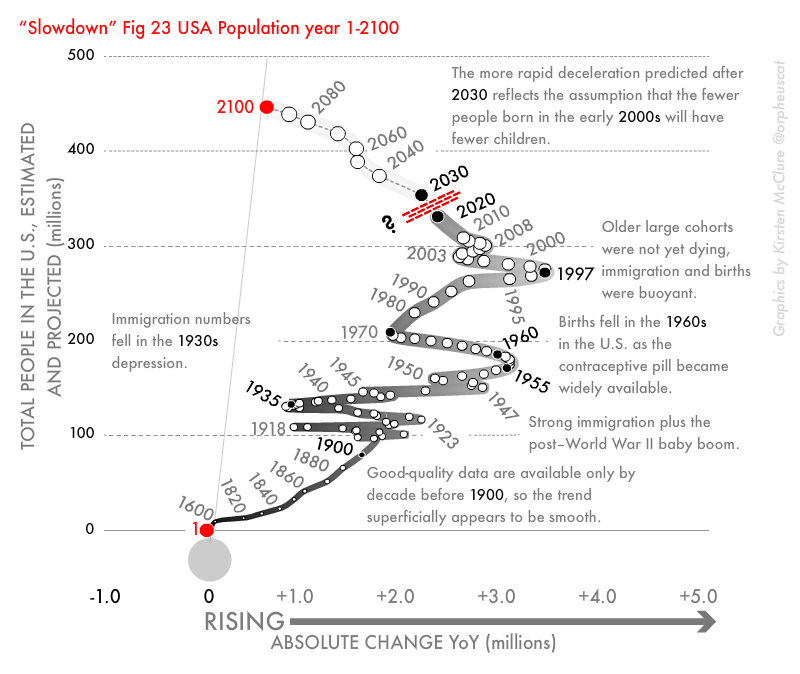 “Slowdown” Fig 23 USA Population year 1-2100
500
400
300
200
100
0
TOTAL PEOPLE IN THE U.S., ESTIMATED
AND PROJECTED (millions)
The more rapid deceleration predicted after
2030 reflects the assumption that the fewer
people born in the early 2000s will have
fewer children.
2100
2080
2060
2040
2030
?
2020
2010
2008
2003
2000
1997
1995
1990
1980
1970
1960
1955
1950
1947
1945
1940
1935
1923
1918
1900
1880
1860
1840
1820
1600
1
Older large cohorts
were not yet dying,
immigration and births
were buoyant.
Immigration numbers
fell in the 1930s
depression.
Births fell in the 1960s
in the U.S. as the
contraceptive pill became
widely available.
Strong immigration plus the
post–World War II baby boom.
Good-quality data are available only by
decade before 1900, so the trend
superficially appears to be smooth.
-1.0
0
+1.0
+2.0
+3.0
+4.0
+5.0
RISING
ABSOLUTE CHANGE YoY (millions)
Graphics by Kirsten McClure @orpheuscat